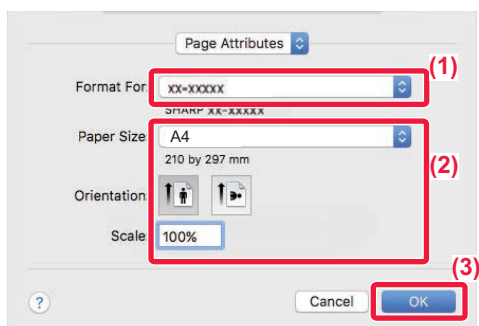 Page Attributes
(1)
Format For: xx-xxxxx
SHARP xx-xxxxx
Paper Size: A4
210 by 297 mm
(2)
Orientation:
Scale: 100%
(3)
? Cancel OK